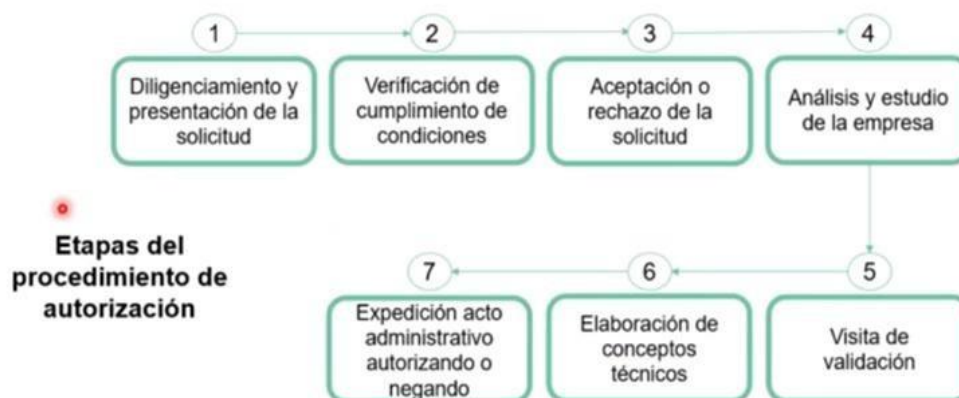 1
Diligenciamiento y
presentación de la
solicitud
2
Verificación de
cumplimiento de
condiciones
3
Aceptación o
rechazo de la
solicitud
4
Análisis y estudio
de la empresa
Etapas del
procedimiento de
autorización
5
Visita de
validación
6
Elaboración de
conceptos
técnicos
7
Expedición acto
administrativo
autorizando o
negando